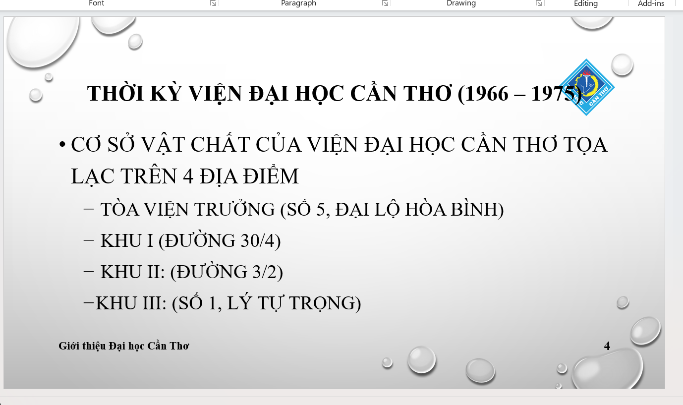 Font Paragraph Drawing Editing Add-ins
THỜI KỲ VIỆN ĐẠI HỌC CẦN THƠ (1966 – 1975)
• CƠ SỞ VẬT CHẤT CỦA VIỆN ĐẠI HỌC CẦN THƠ TỌA
LẠC TRÊN 4 ĐỊA ĐIỂM
– TÒA VIỆN TRƯỞNG (SỐ 5, ĐẠI LỘ HÒA BÌNH)
– KHU I (ĐƯỜNG 30/4)
– KHU II: (ĐƯỜNG 3/2)
–KHU III: (SỐ 1, LÝ TỰ TRỌNG)
Giới thiệu Đại học Cần Thơ 4
CẦN THƠ